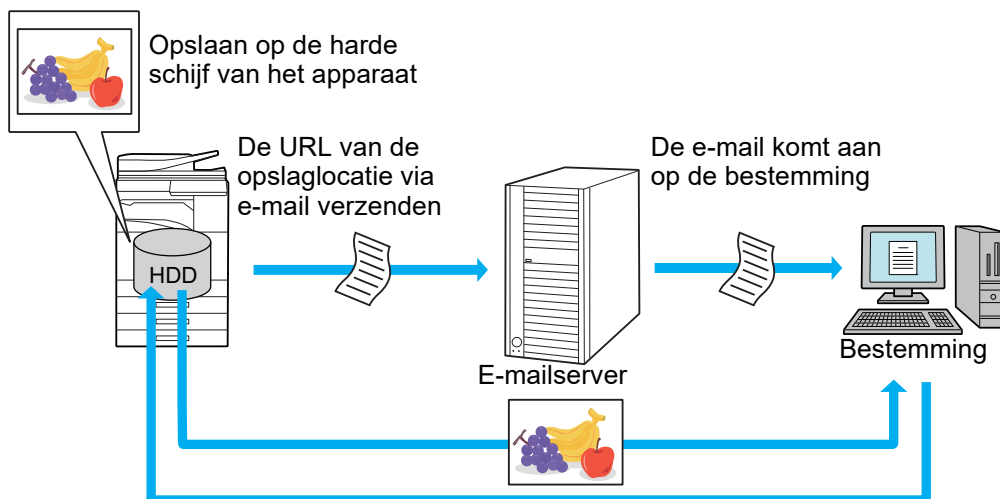 Opslaan op de harde
schijf van het apparaat
De URL van de
opslaglocatie via
e-mail verzenden
De e-mail komt aan
op de bestemming
HDD
E-mailserver
Bestemming